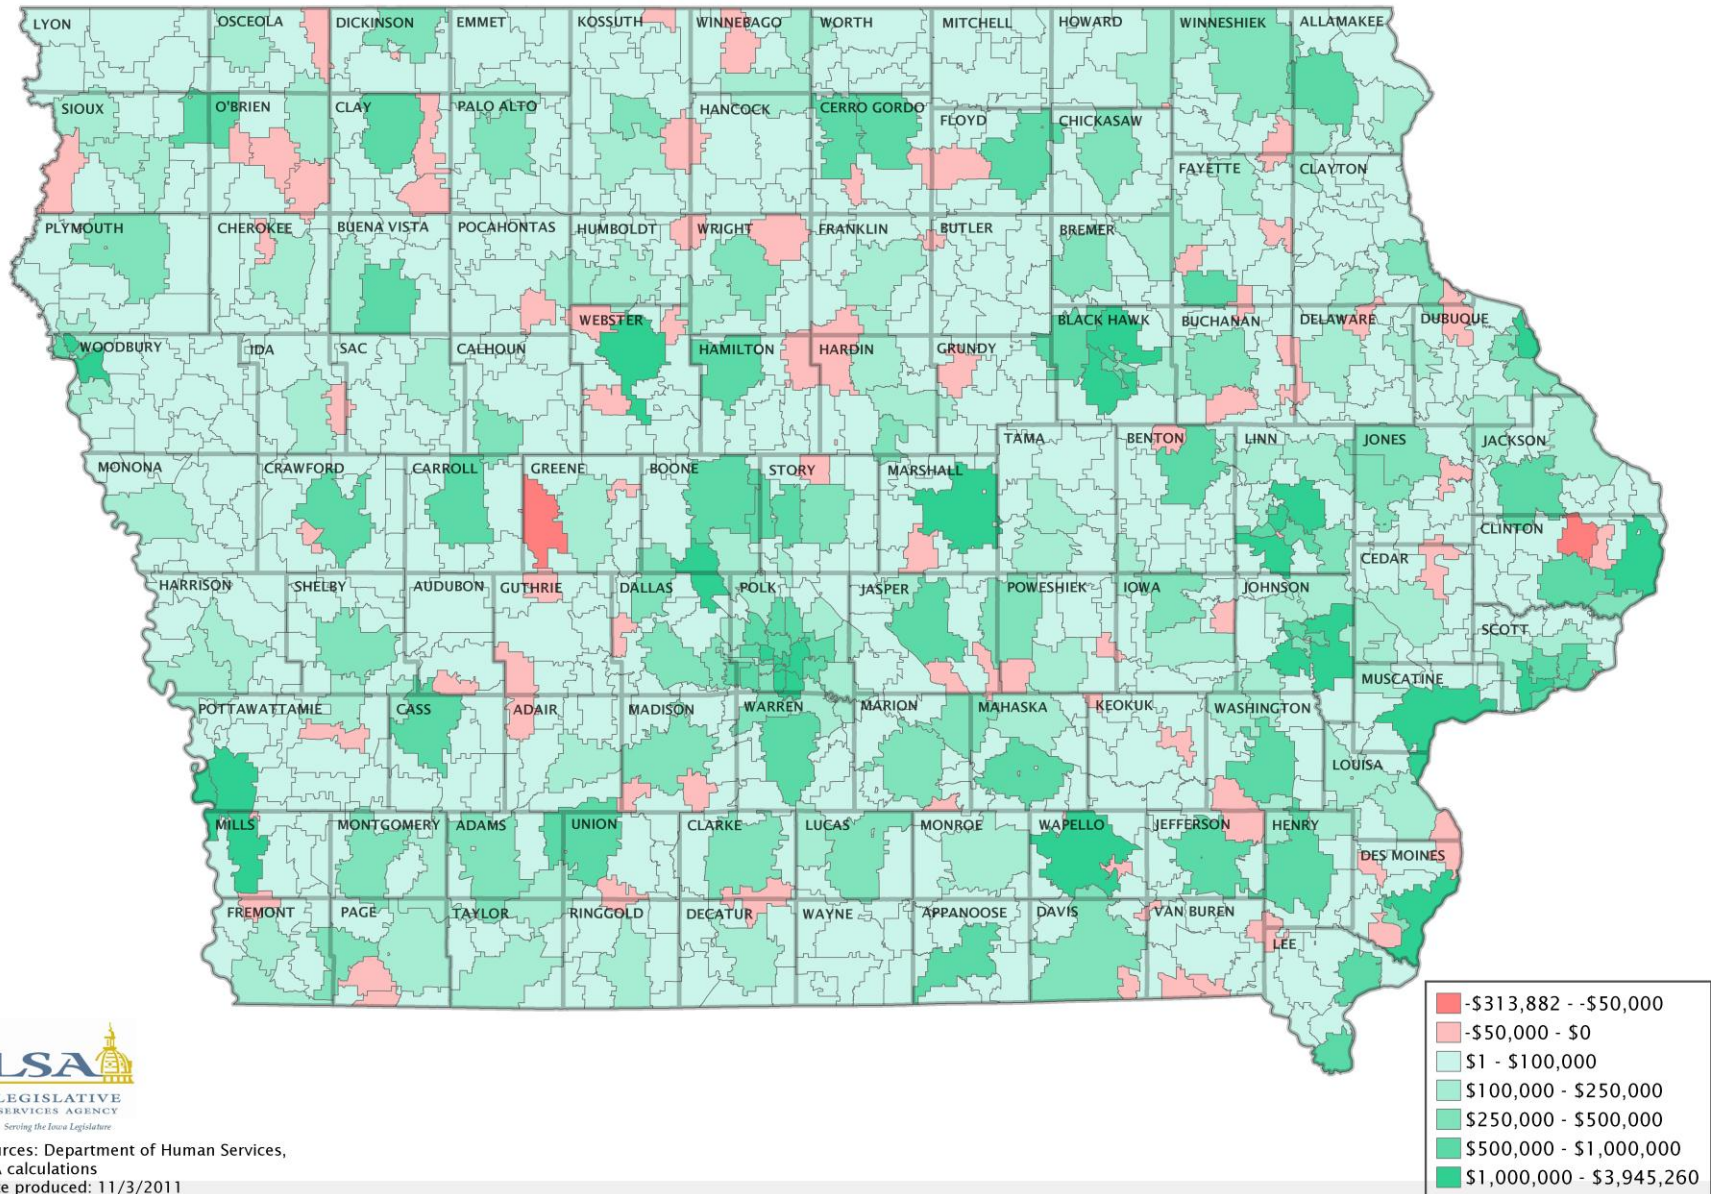 LYON
OSCEOLA
DICKINSON
EMMET
KOSSUTH
WINNEBAGO
WORTH
MITCHELL
HOWARD
WINNESHIEK
ALLAMAKEE
SIOUX
O'BRIEN
CLAY
PALO ALTO
HANCOCK
CERRO GORDO
FLOYD
CHICKASAW
FAYETTE
CLAYTON
PLYMOUTH
CHEROKEE
BUENA VISTA
POCAHONTAS
HUMBOLDT
WRIGHT
FRANKLIN
BUTLER
BREMER
WEBSTER
BLACK HAWK
BUCHANAN
DELAWARE
DUBUQUE
WOODBURY
IDA
SAC
CALHOUN
HAMILTON
HARDIN
GRUNDY
TAMA
BENTON
LINN
JONES
JACKSON
MONONA
CRAWFORD
CARROLL
GREENE
BOONE
STORY
MARSHALL
CLINTON
CEDAR
HARRISON
SHELBY
AUDUBON
GUTHRIE
DALLAS
POLK
JASPER
POWESHIEK
IOWA
JOHNSON
SCOTT
MUSCATINE
POTTAWATTAMIE
CASS
ADAIR
MADISON
WARREN
MARION
MAHASKA
KEOKUK
WASHINGTON
LOUISA
MILLS
MONTGOMERY
ADAMS
UNION
CLARKE
LUCAS
MONROE
WAPELLO
JEFFERSON
HENRY
DES MOINES
FREMONT
PAGE
TAYLOR
RINGGOLD
DECATUR
WAYNE
APPANOOSE
DAVIS
VAN BUREN
LEE
-$313,882 - -$50,000
-$50,000 - $0
$1 - $100,000
$100,000 - $250,000
$250,000 - $500,000
$500,000 - $1,000,000
$1,000,000 - $3,945,260
LSA
LEGISLATIVE
SERVICES AGENCY
Serving the Iowa Legislature
rces: Department of Human Services,
calculations
e produced: 11/3/2011